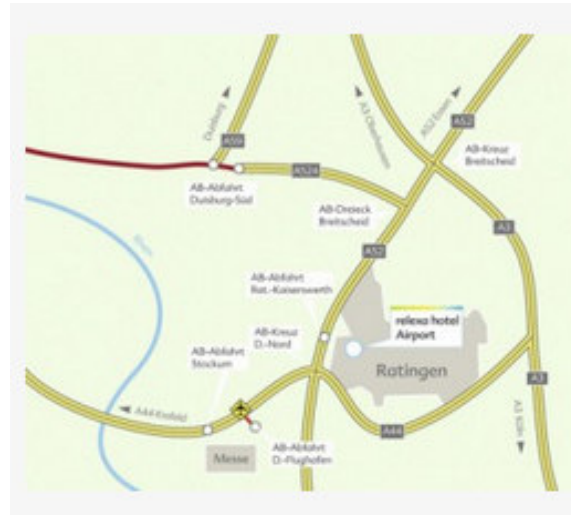 Duisburg
A3 Oberhausen
A52 Essen
A52
A59
AB-Kreuz
Breitscheid
A524
AB-Abfahrt
Duisburg-Süd
AB-Dreieck
Breitscheid
A3
Rhein
A52
AB-Abfahrt
Rat.-Kaiserswerth
relexa hotel
Airport
AB-Kreuz
D.-Nord
AB-Abfahrt
Stockum
Ratingen
A3
A44 Krefeld
A3 Köln
A44
AB-Abfahrt
D.-Flughafen
Messe